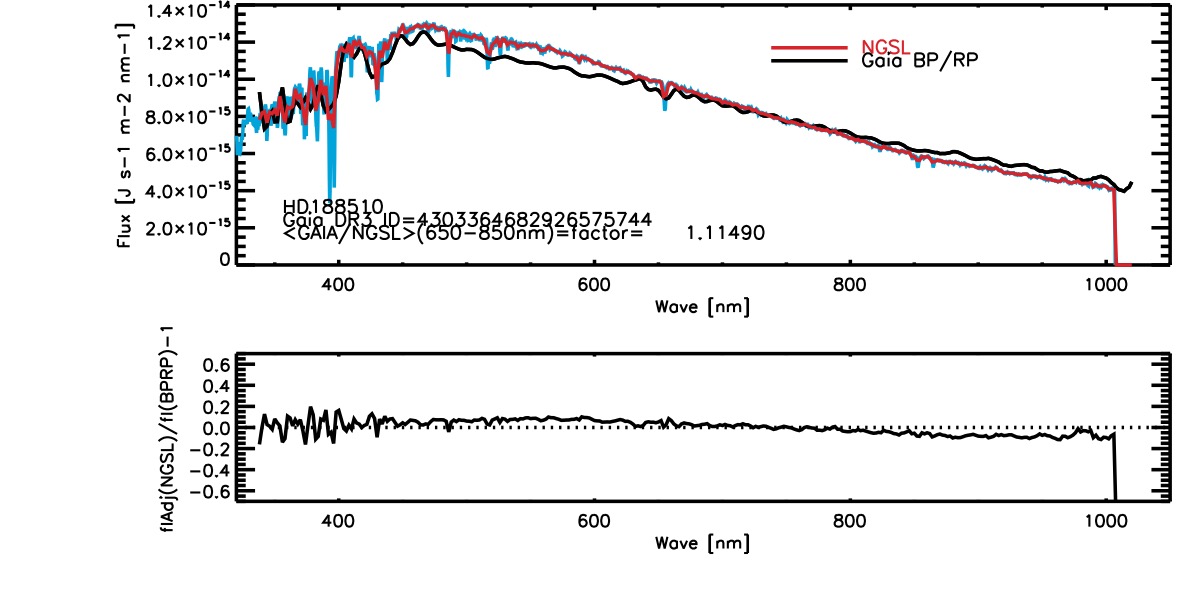 Flux [J s−1 m−2 nm−1]
1.4×10⁻¹⁴
1.2×10⁻¹⁴
1.0×10⁻¹⁴
8.0×10⁻¹⁵
6.0×10⁻¹⁵
4.0×10⁻¹⁵
2.0×10⁻¹⁵
0
NGSL
Gaia BP/RP
HD188510
Gaia DR3 ID=4303364682926575744
<GAIA/NGSL>(650−850nm)=factor= 1.11490
400 600 800 1000
Wave [nm]
flAdj(NGSL)/fl(BPRP)−1
0.6
0.4
0.2
0.0
−0.2
−0.4
−0.6
400 600 800 1000
Wave [nm]